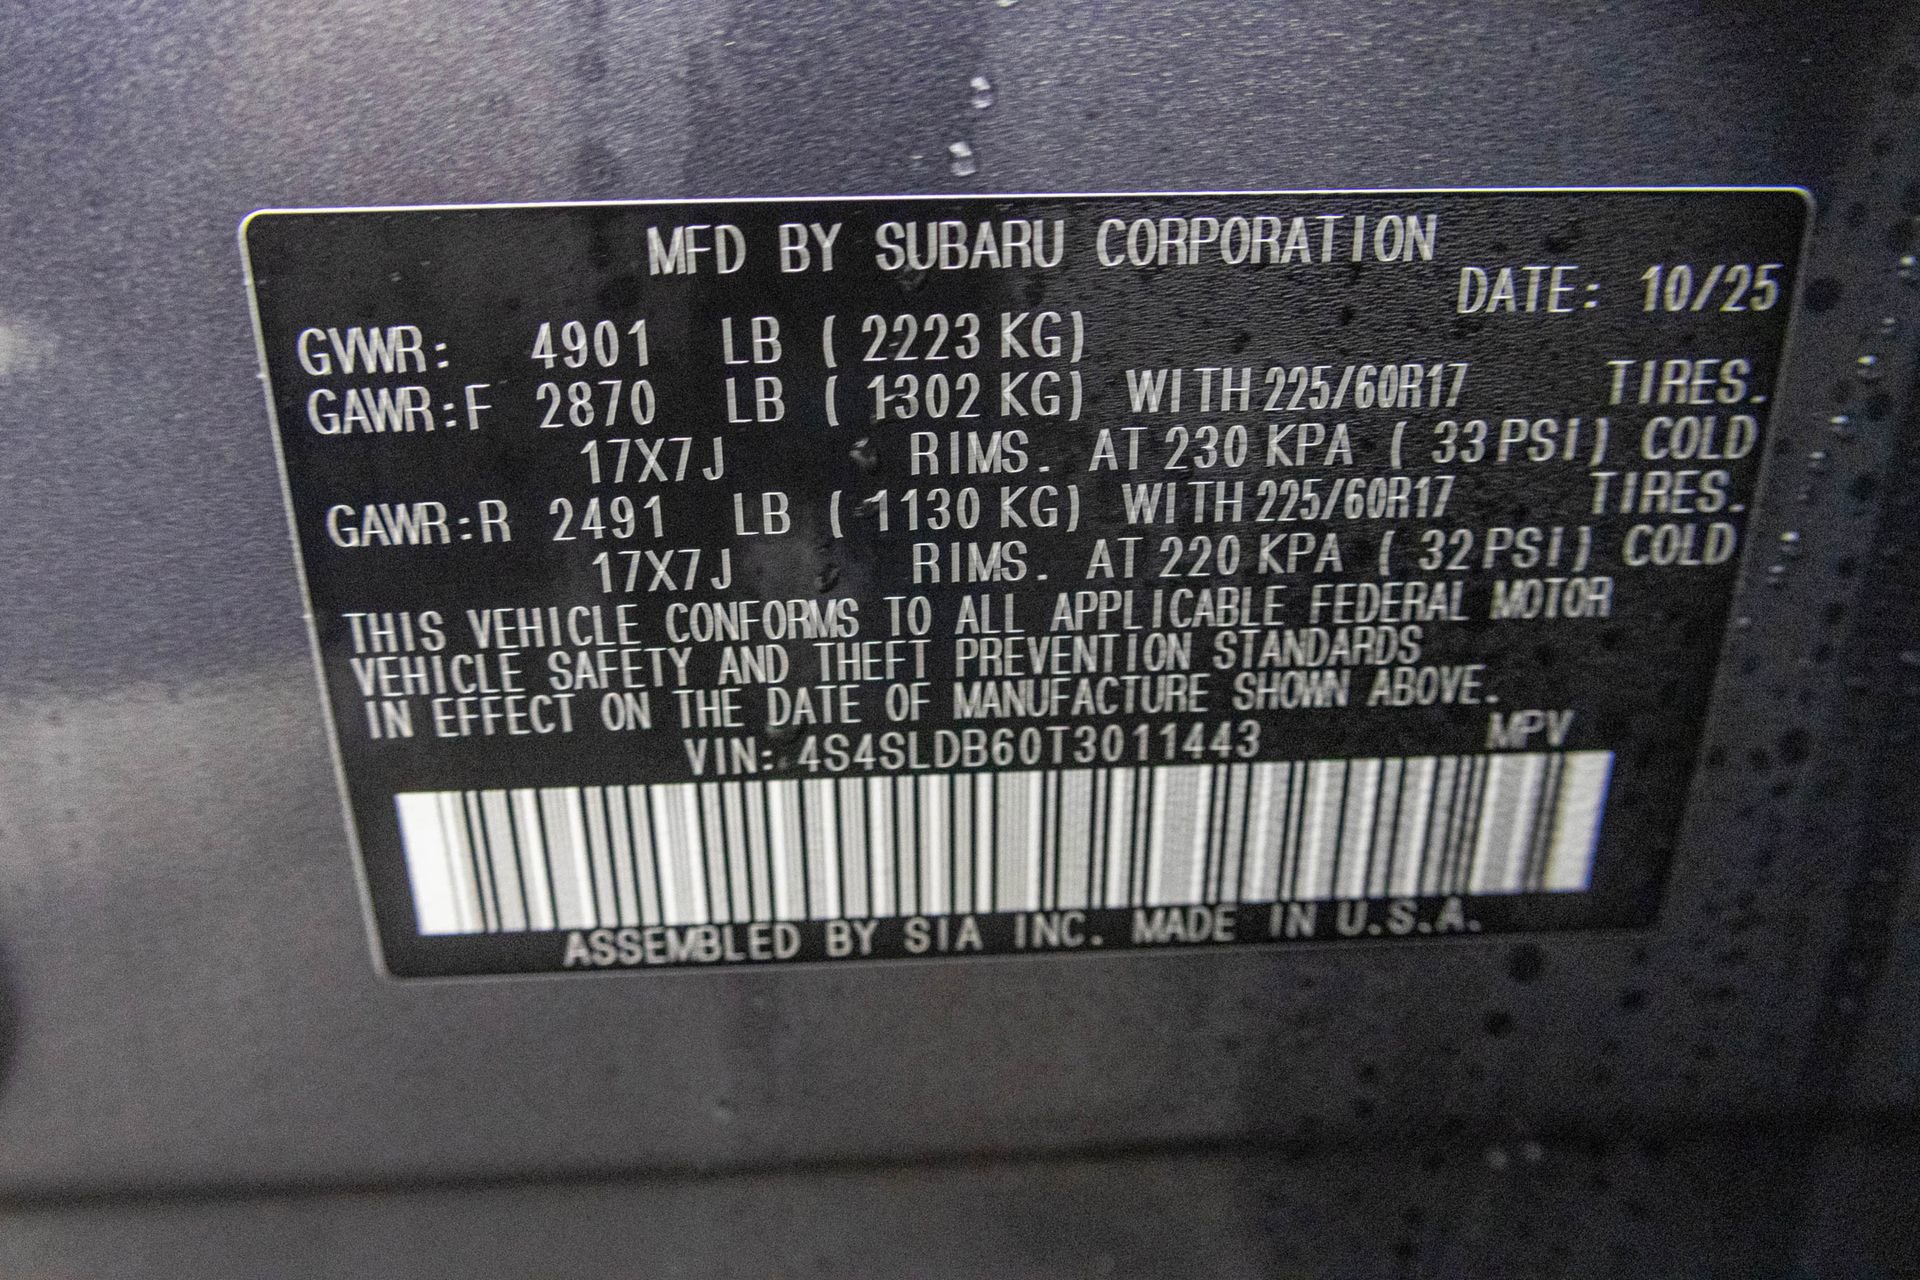 MFD BY SUBARU CORPORATION
DATE: 10/25
GVWR: 4901 LB ( 2223 KG)
GAWR:F 2870 LB ( 1302 KG) WITH 225/60R17 TIRES.
17X7J RIMS. AT 230 KPA ( 33 PSI) COLD
GAWR:R 2491 LB ( 1130 KG) WITH 225/60R17 TIRES.
17X7J RIMS. AT 220 KPA ( 32 PSI) COLD
THIS VEHICLE CONFORMS TO ALL APPLICABLE FEDERAL MOTOR
VEHICLE SAFETY AND THEFT PREVENTION STANDARDS
IN EFFECT ON THE DATE OF MANUFACTURE SHOWN ABOVE.
VIN: 4S4SLDB60T3011443 MPV
ASSEMBLED BY SIA INC. MADE IN U.S.A.